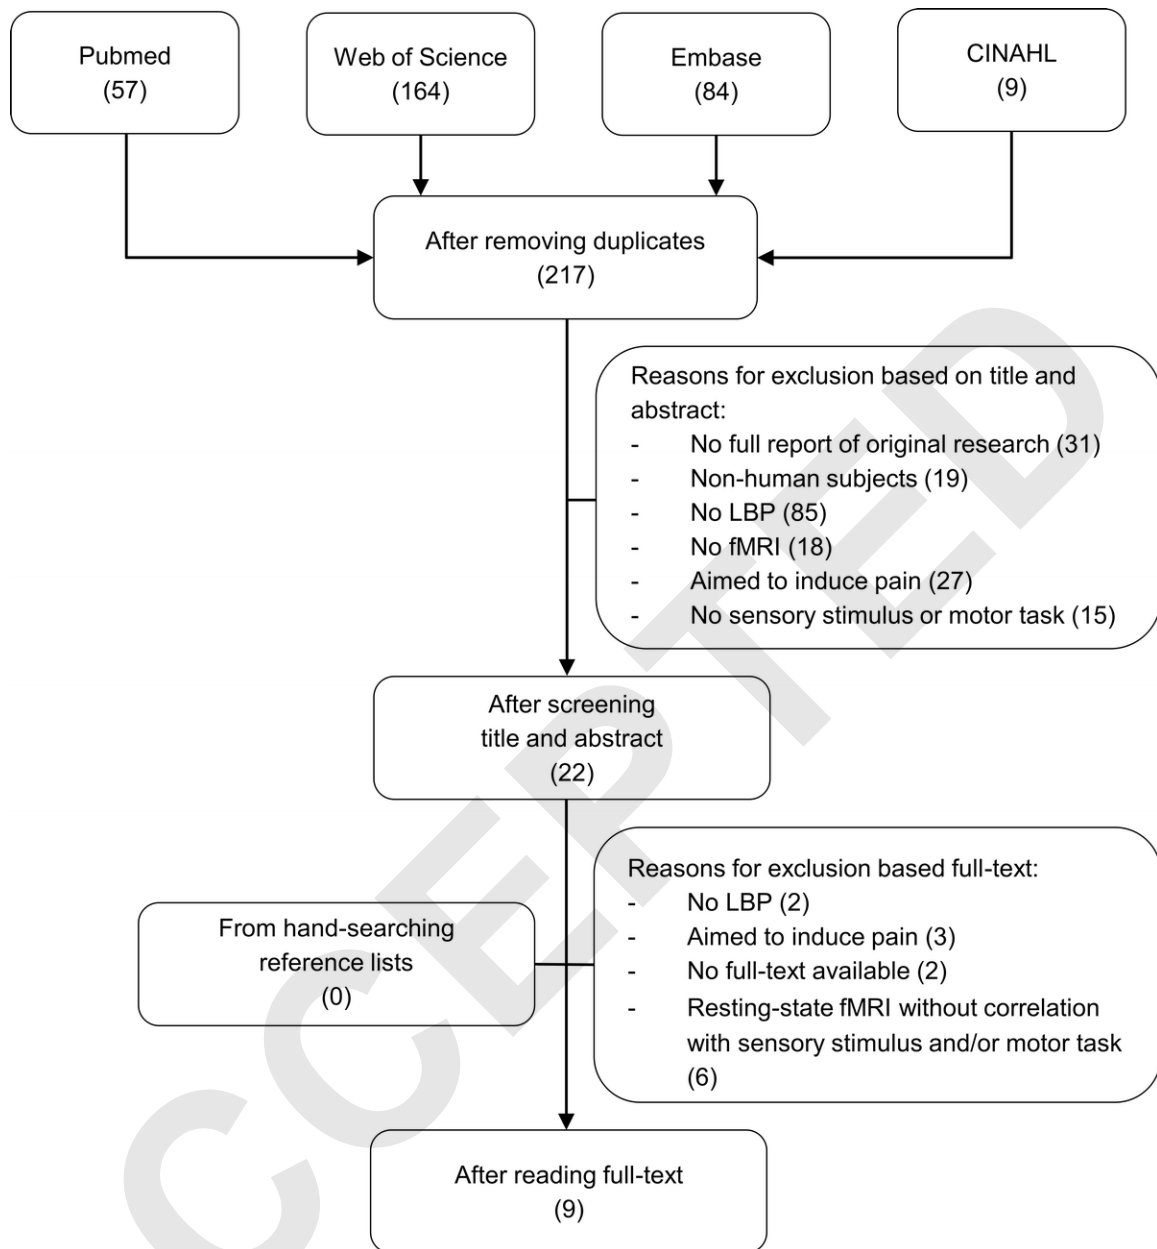 Pubmed
(57)
Web of Science
(164)
Embase
(84)
CINAHL
(9)
After removing duplicates
(217)
Reasons for exclusion based on title and
abstract:
- No full report of original research (31)
- Non-human subjects (19)
- No LBP (85)
- No fMRI (18)
- Aimed to induce pain (27)
- No sensory stimulus or motor task (15)
After screening
title and abstract
(22)
Reasons for exclusion based full-text:
- No LBP (2)
- Aimed to induce pain (3)
- No full-text available (2)
- Resting-state fMRI without correlation
with sensory stimulus and/or motor task
(6)
From hand-searching
reference lists
(0)
After reading full-text
(9)
CCEPTED